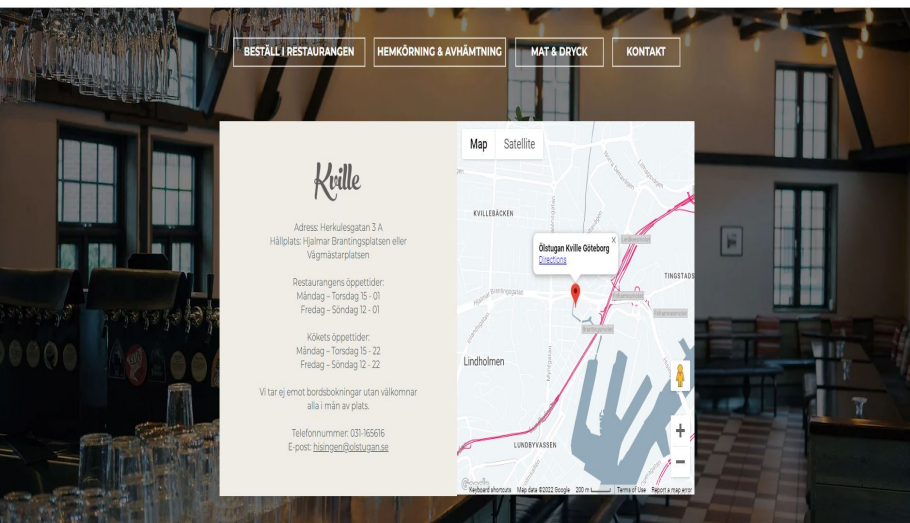 BESTÄLL I RESTAURANGEN
HEMKÖRNING & AVHÄMTNING
MAT & DRYCK
KONTAKT
Kville
Adress: Herkulesgatan 3 A
Hållplats: Hjalmar Brantingsplatsen eller
Vågmästarplatsen
Restaurangens öppettider:
Måndag – Torsdag 15 - 01
Fredag – Söndag 12 - 01
Kökets öppettider:
Måndag – Torsdag 15 - 22
Fredag – Söndag 12 - 22
Vi tar ej emot bordsbokningar utan välkomnar
alla i mån av plats.
Telefonnummer: 031-165616
E-post: hisingen@olstugan.se
Map
Satellite
KVILLEBÄCKEN
Ölstugan Kville Göteborg
X
Directions
TINGSTADS
Hjalmar Brantingsgatan
Lindholmen
LUNDBYVASSEN
+
−
Google
Keyboard shortcuts
Map data ©2022 Google
200 m
Terms of Use
Report a map error